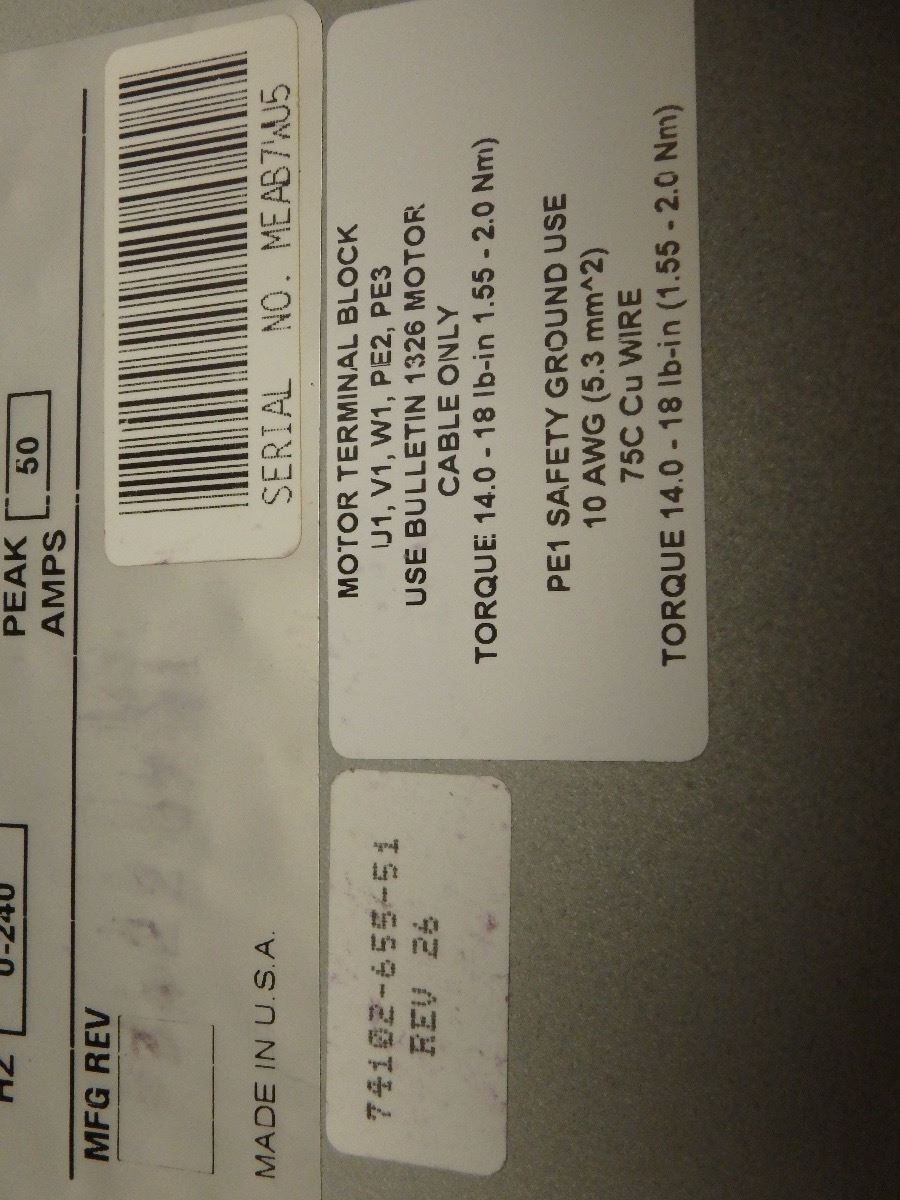 HZ 0-240
PEAK AMPS 50
MFG REV
SERIAL NO. MEAB7WU5
MADE IN U.S.A.
MOTOR TERMINAL BLOCK
U1, V1, W1, PE2, PE3
USE BULLETIN 1326 MOTOR
CABLE ONLY
TORQUE 14.0 - 18 lb-in 1.55 - 2.0 Nm)
PE1 SAFETY GROUND USE
10 AWG (5.3 mm^2)
75C Cu WIRE
TORQUE 14.0 - 18 lb-in (1.55 - 2.0 Nm)
74102-655-51
REV 26